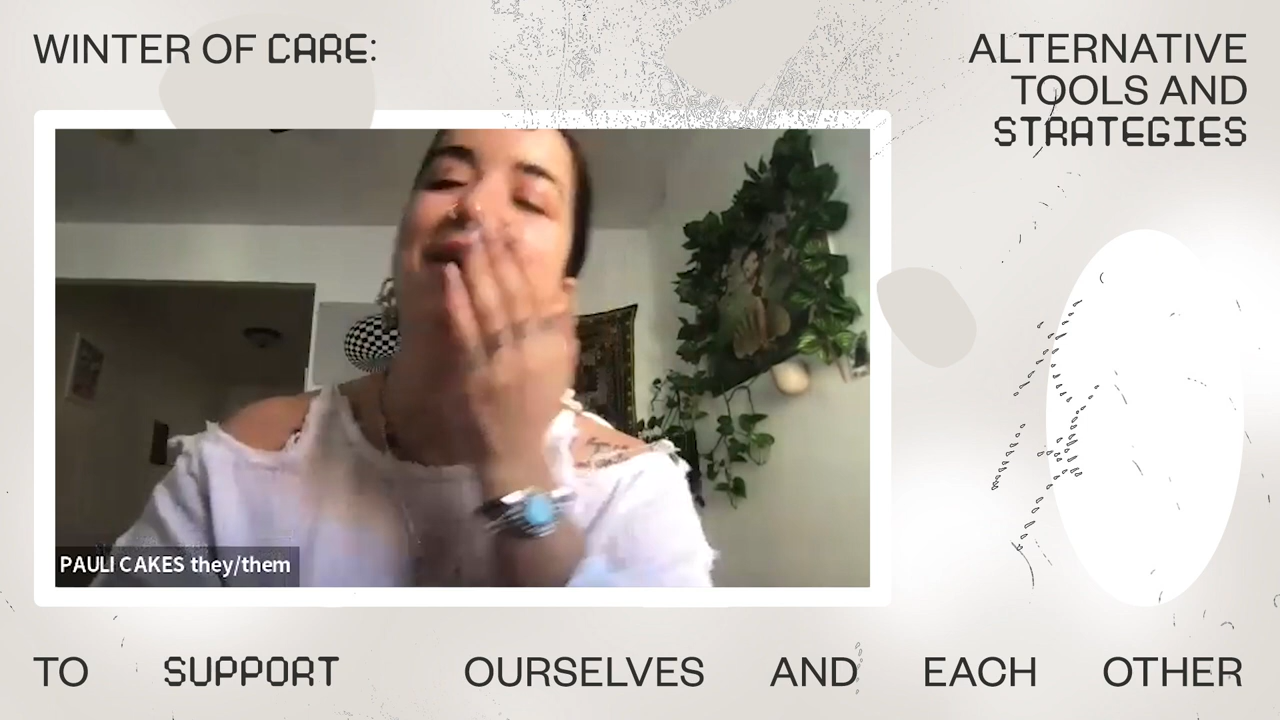 WINTER OF CARE:
ALTERNATIVE
TOOLS AND
STRATEGIES
PAULI CAKES they/them
TO SUPPORT OURSELVES AND EACH OTHER